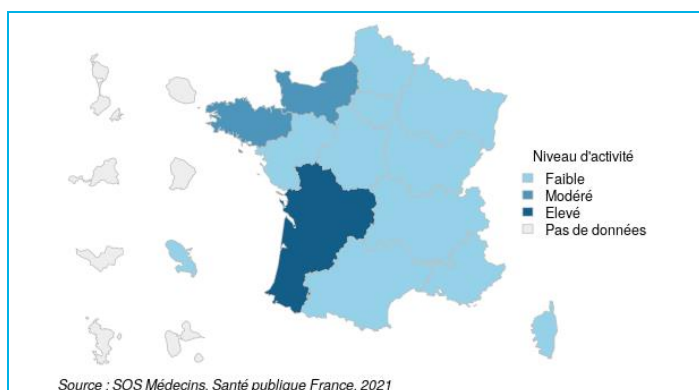 Niveau d'activité
Faible
Modéré
Elevé
Pas de données
Source : SOS Médecins, Santé publique France, 2021